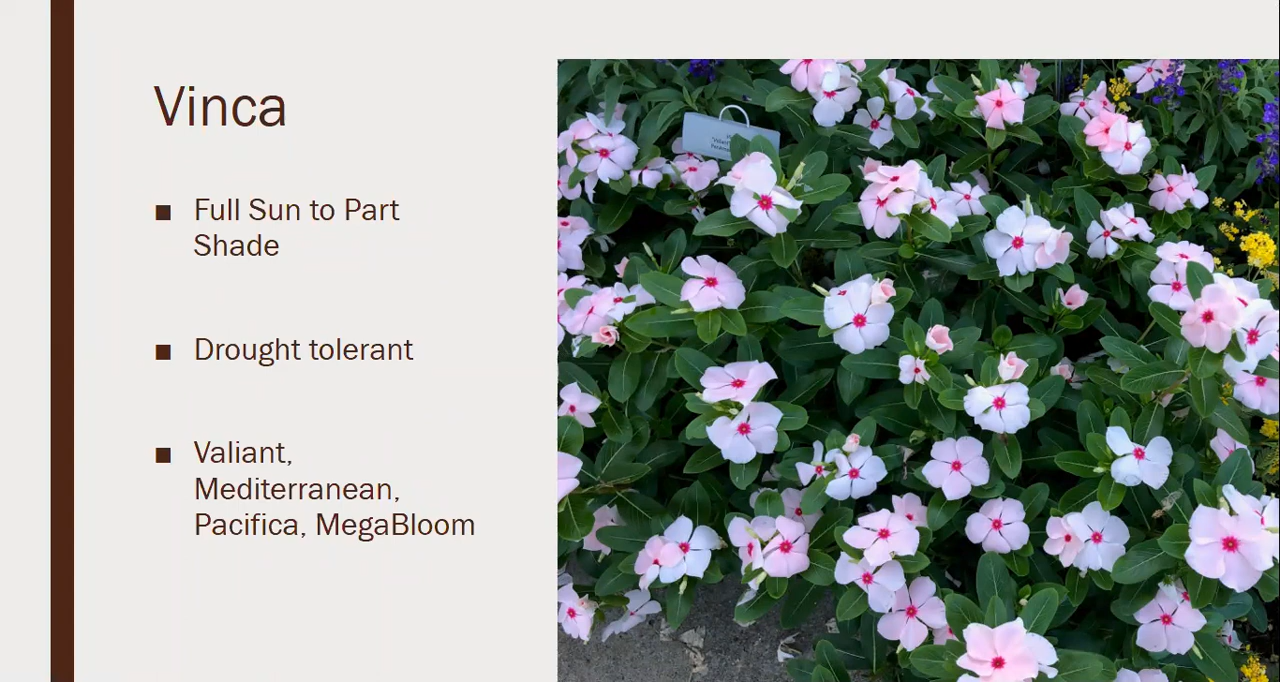 Vinca
■ Full Sun to Part
Shade
■ Drought tolerant
■ Valiant,
Mediterranean,
Pacifica, MegaBloom